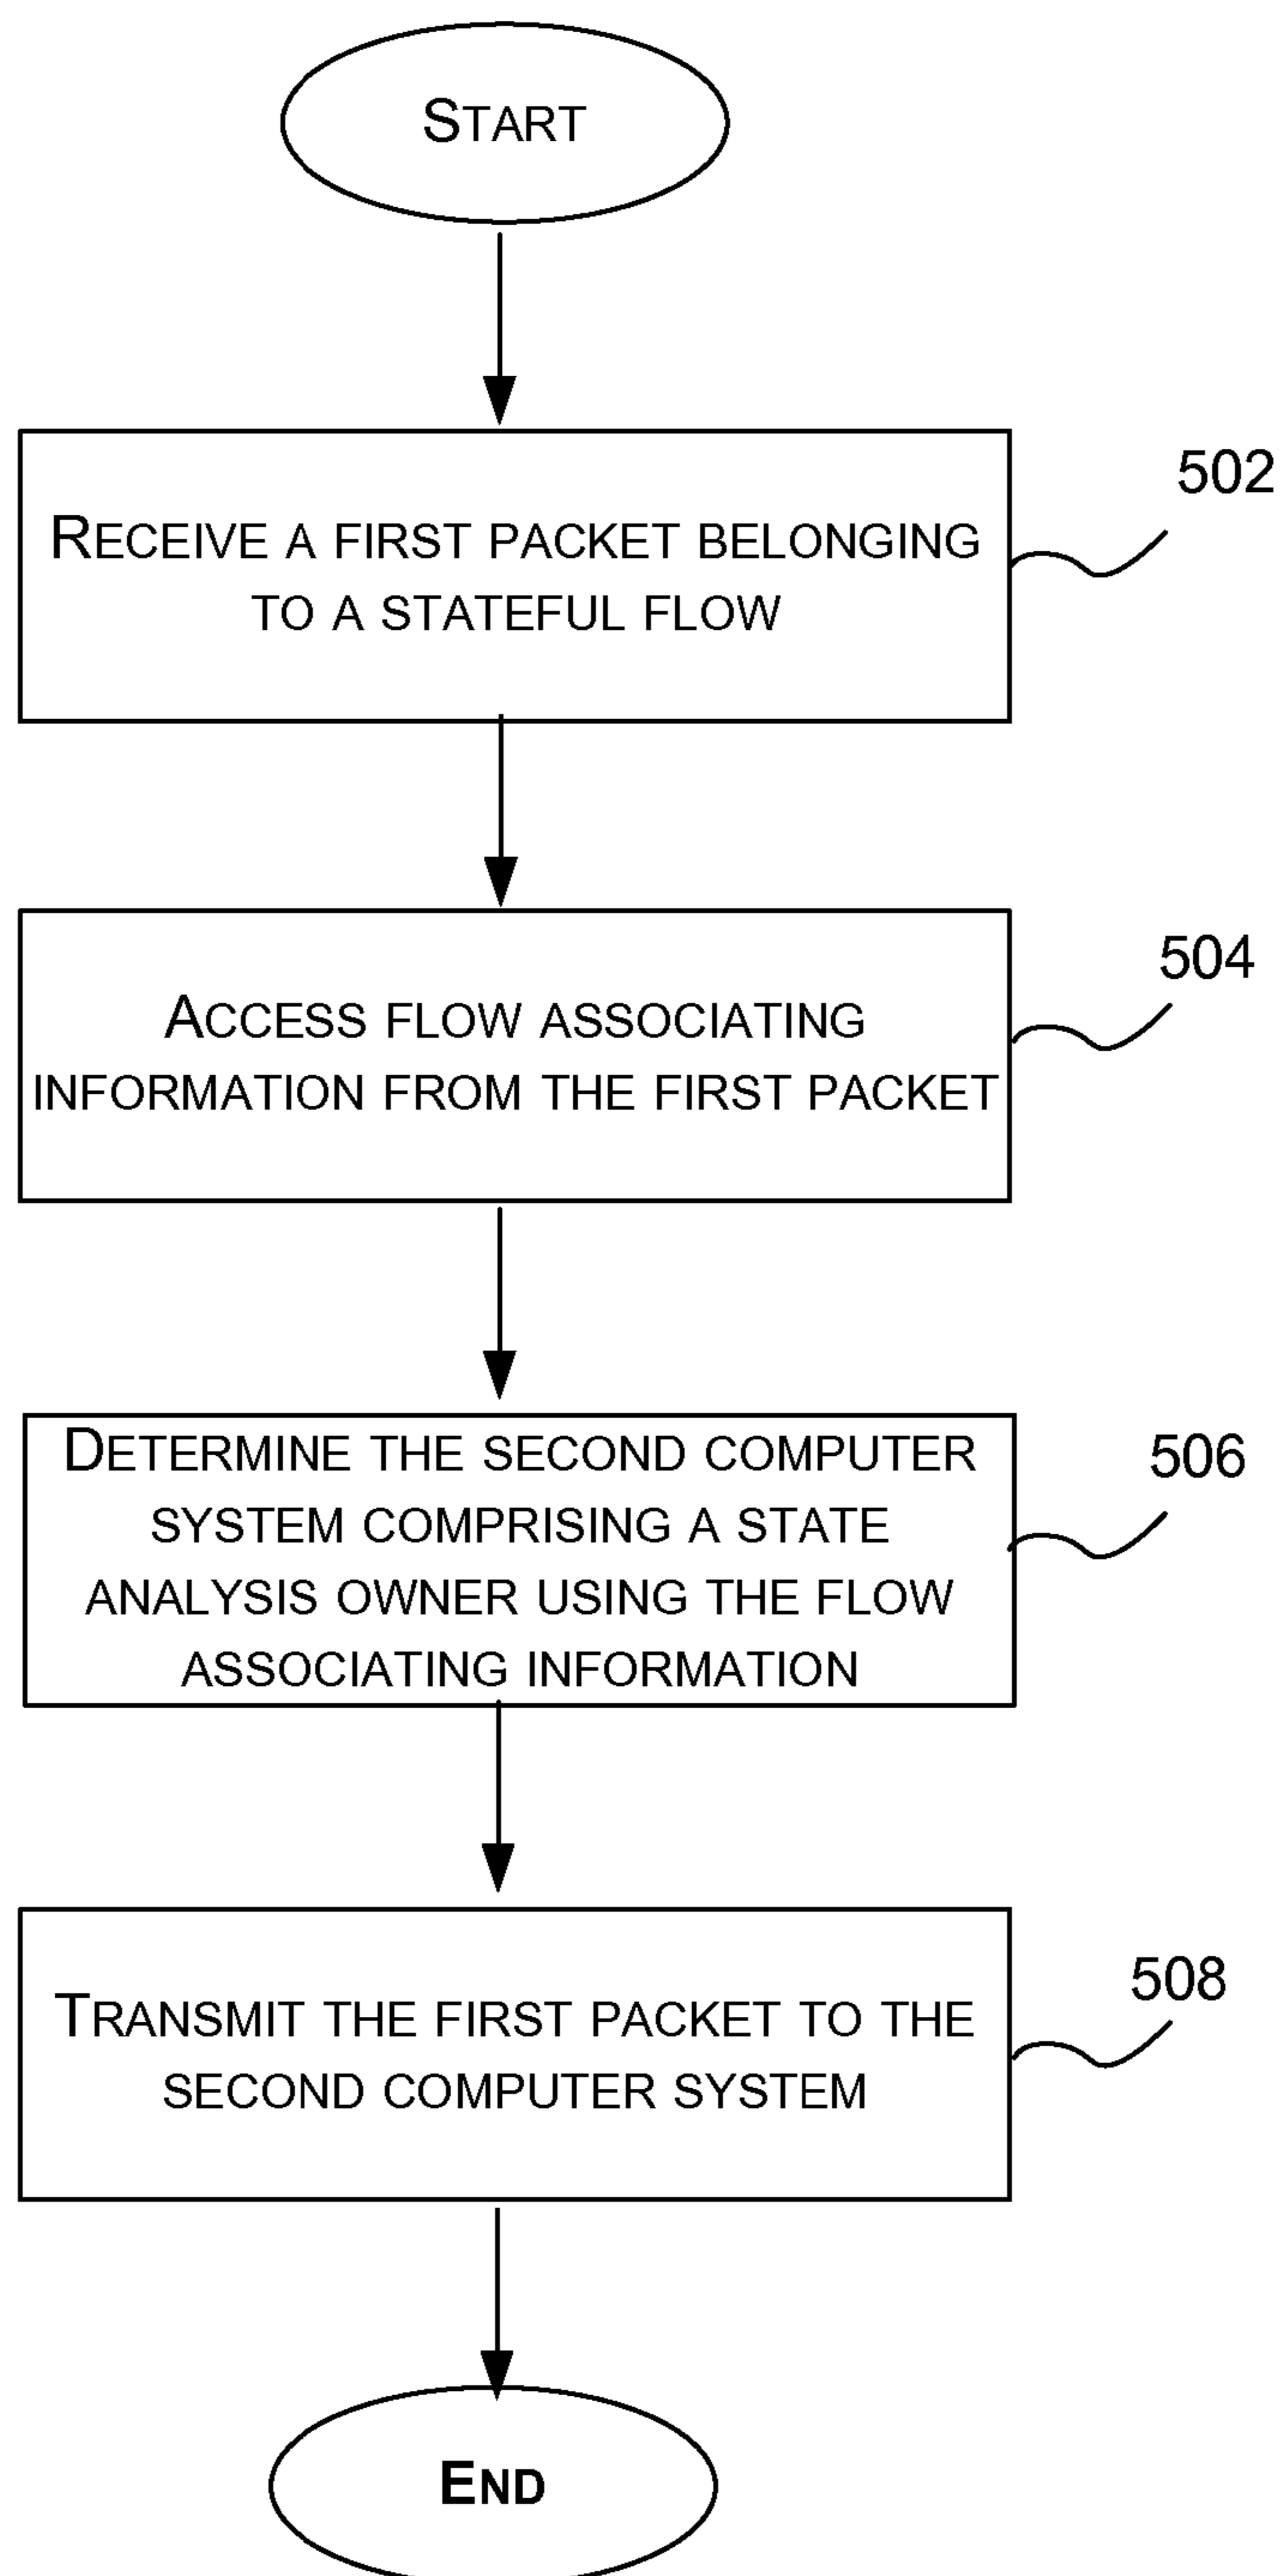 START
RECEIVE A FIRST PACKET BELONGING
TO A STATEFUL FLOW
502
ACCESS FLOW ASSOCIATING
INFORMATION FROM THE FIRST PACKET
504
DETERMINE THE SECOND COMPUTER
SYSTEM COMPRISING A STATE
ANALYSIS OWNER USING THE FLOW
ASSOCIATING INFORMATION
506
TRANSMIT THE FIRST PACKET TO THE
SECOND COMPUTER SYSTEM
508
END